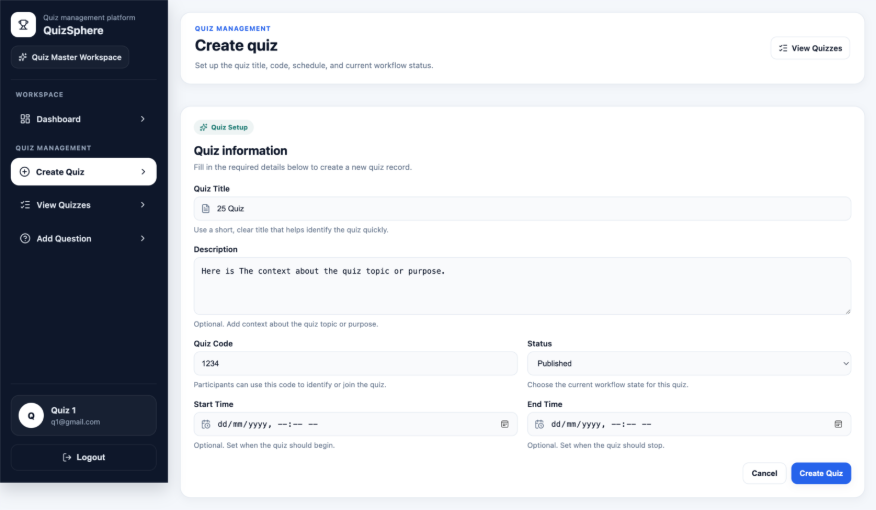 Quiz management platform
QuizSphere
Quiz Master Workspace
WORKSPACE
Dashboard
QUIZ MANAGEMENT
Create Quiz
View Quizzes
Add Question
Q
Quiz 1
q1@gmail.com
Logout
QUIZ MANAGEMENT
Create quiz
Set up the quiz title, code, schedule, and current workflow status.
View Quizzes
Quiz Setup
Quiz information
Fill in the required details below to create a new quiz record.
Quiz Title
25 Quiz
Use a short, clear title that helps identify the quiz quickly.
Description
Here is The context about the quiz topic or purpose.
Optional. Add context about the quiz topic or purpose.
Quiz Code
1234
Participants can use this code to identify or join the quiz.
Status
Published
Choose the current workflow state for this quiz.
Start Time
dd/mm/yyyy, --:-- --
Optional. Set when the quiz should begin.
End Time
dd/mm/yyyy, --:-- --
Optional. Set when the quiz should stop.
Cancel
Create Quiz